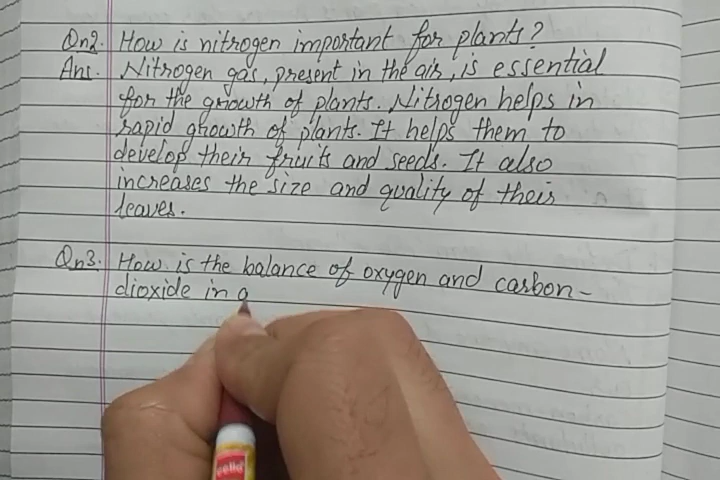 Qn2. How is nitrogen important for plants?
Ans. Nitrogen gas, present in the air, is essential
for the growth of plants. Nitrogen helps in
rapid growth of plants. It helps them to
develop their fruits and seeds. It also
increases the size and quality of their
leaves.
Qn3. How is the balance of oxygen and carbon-
dioxide in a
cello